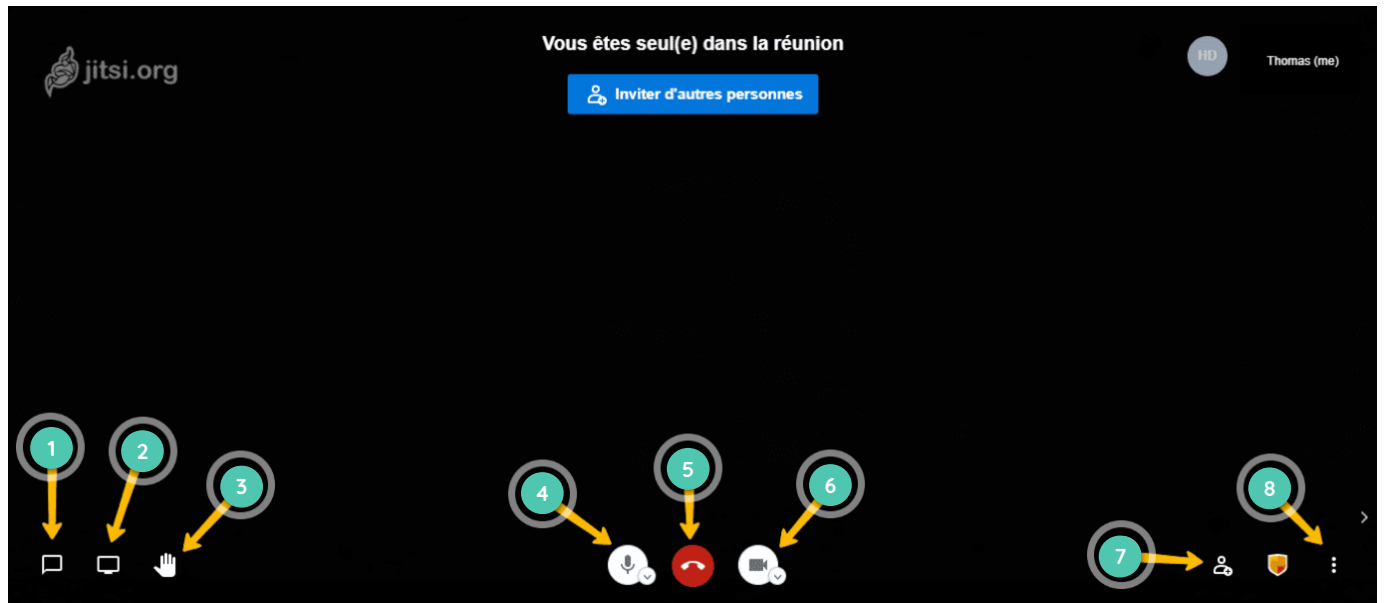 jitsi.org
Vous êtes seul(e) dans la réunion
Inviter d'autres personnes
HD
Thomas (me)
1
2
3
4
5
6
7
8